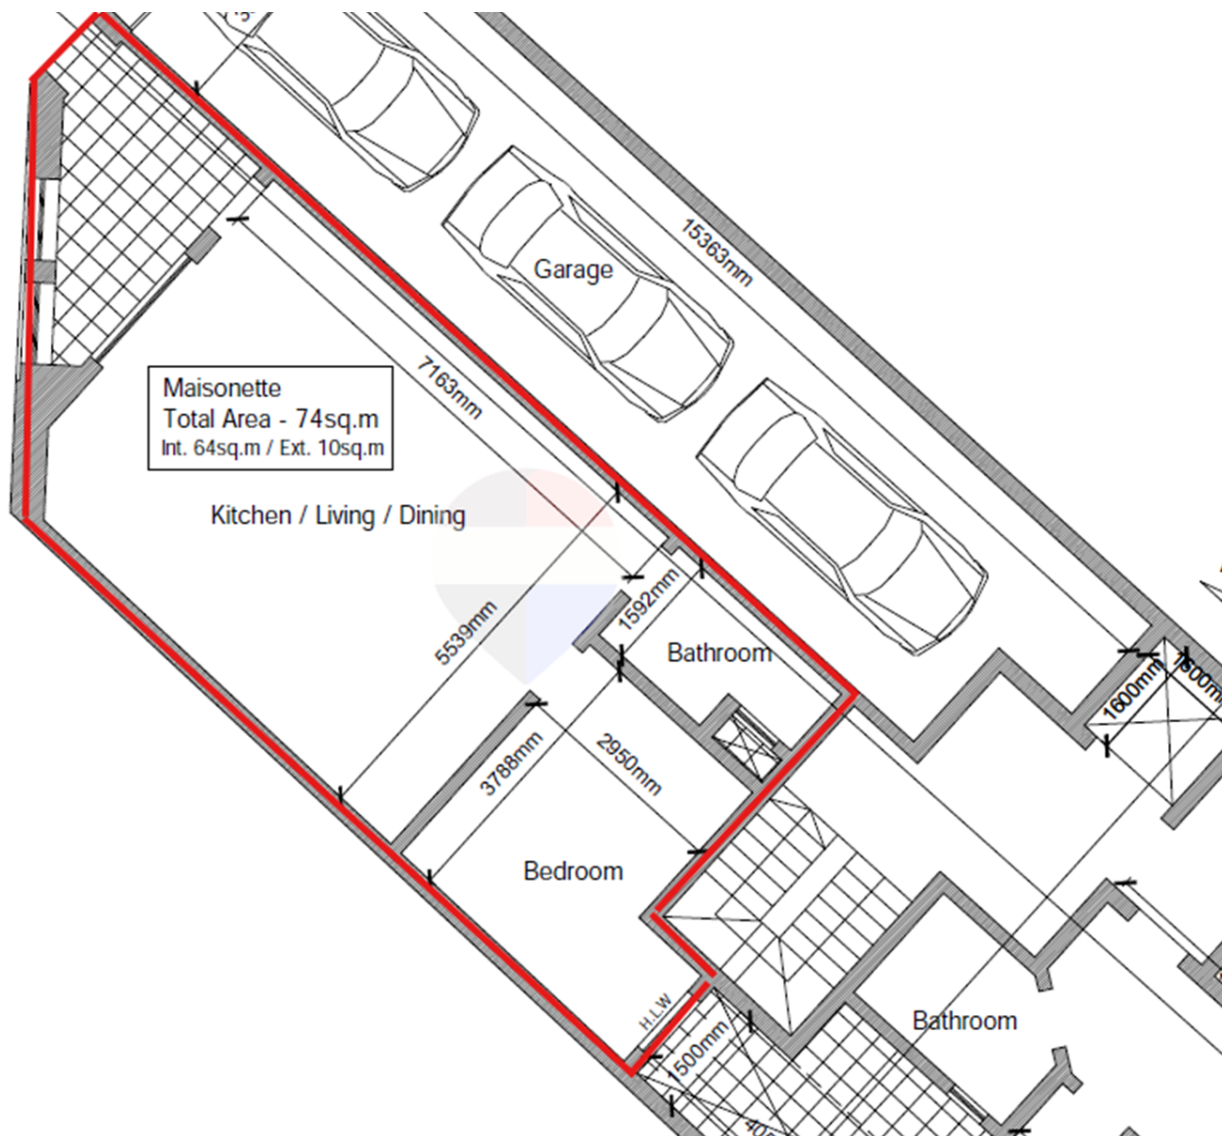 15363mm
Garage
7163mm
Maisonette
Total Area - 74sq.m
Int. 64sq.m / Ext. 10sq.m
Kitchen / Living / Dining
1592mm
5539mm
Bathroom
1600mm
3788mm
2950mm
Bedroom
H.L.W
1500mm
Bathroom